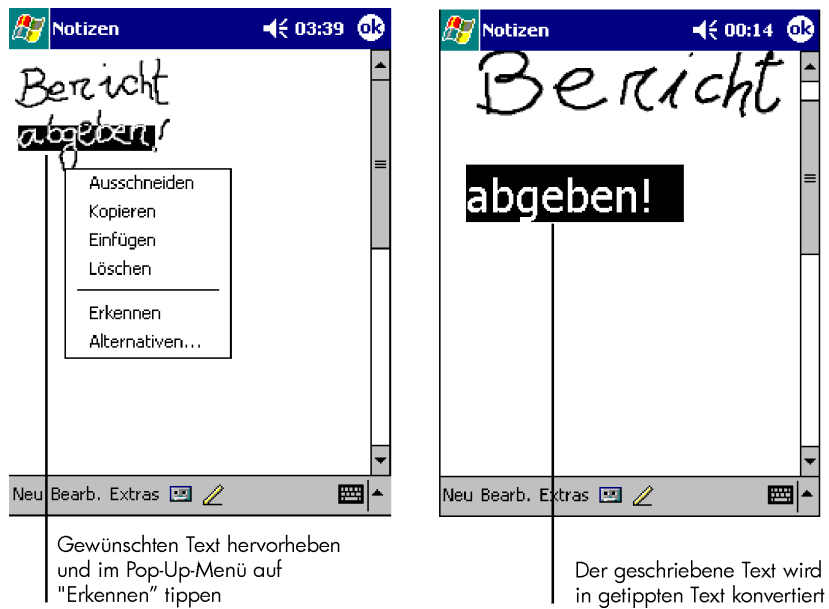 Notizen 03:39 ok
Bericht
abgeben!
Ausschneiden
Kopieren
Einfügen
Löschen
Erkennen
Alternativen...
Neu Bearb. Extras
Gewünschten Text hervorheben
und im Pop-Up-Menü auf
"Erkennen" tippen
Notizen 00:14 ok
Bericht
abgeben!
Neu Bearb. Extras
Der geschriebene Text wird
in getippten Text konvertiert